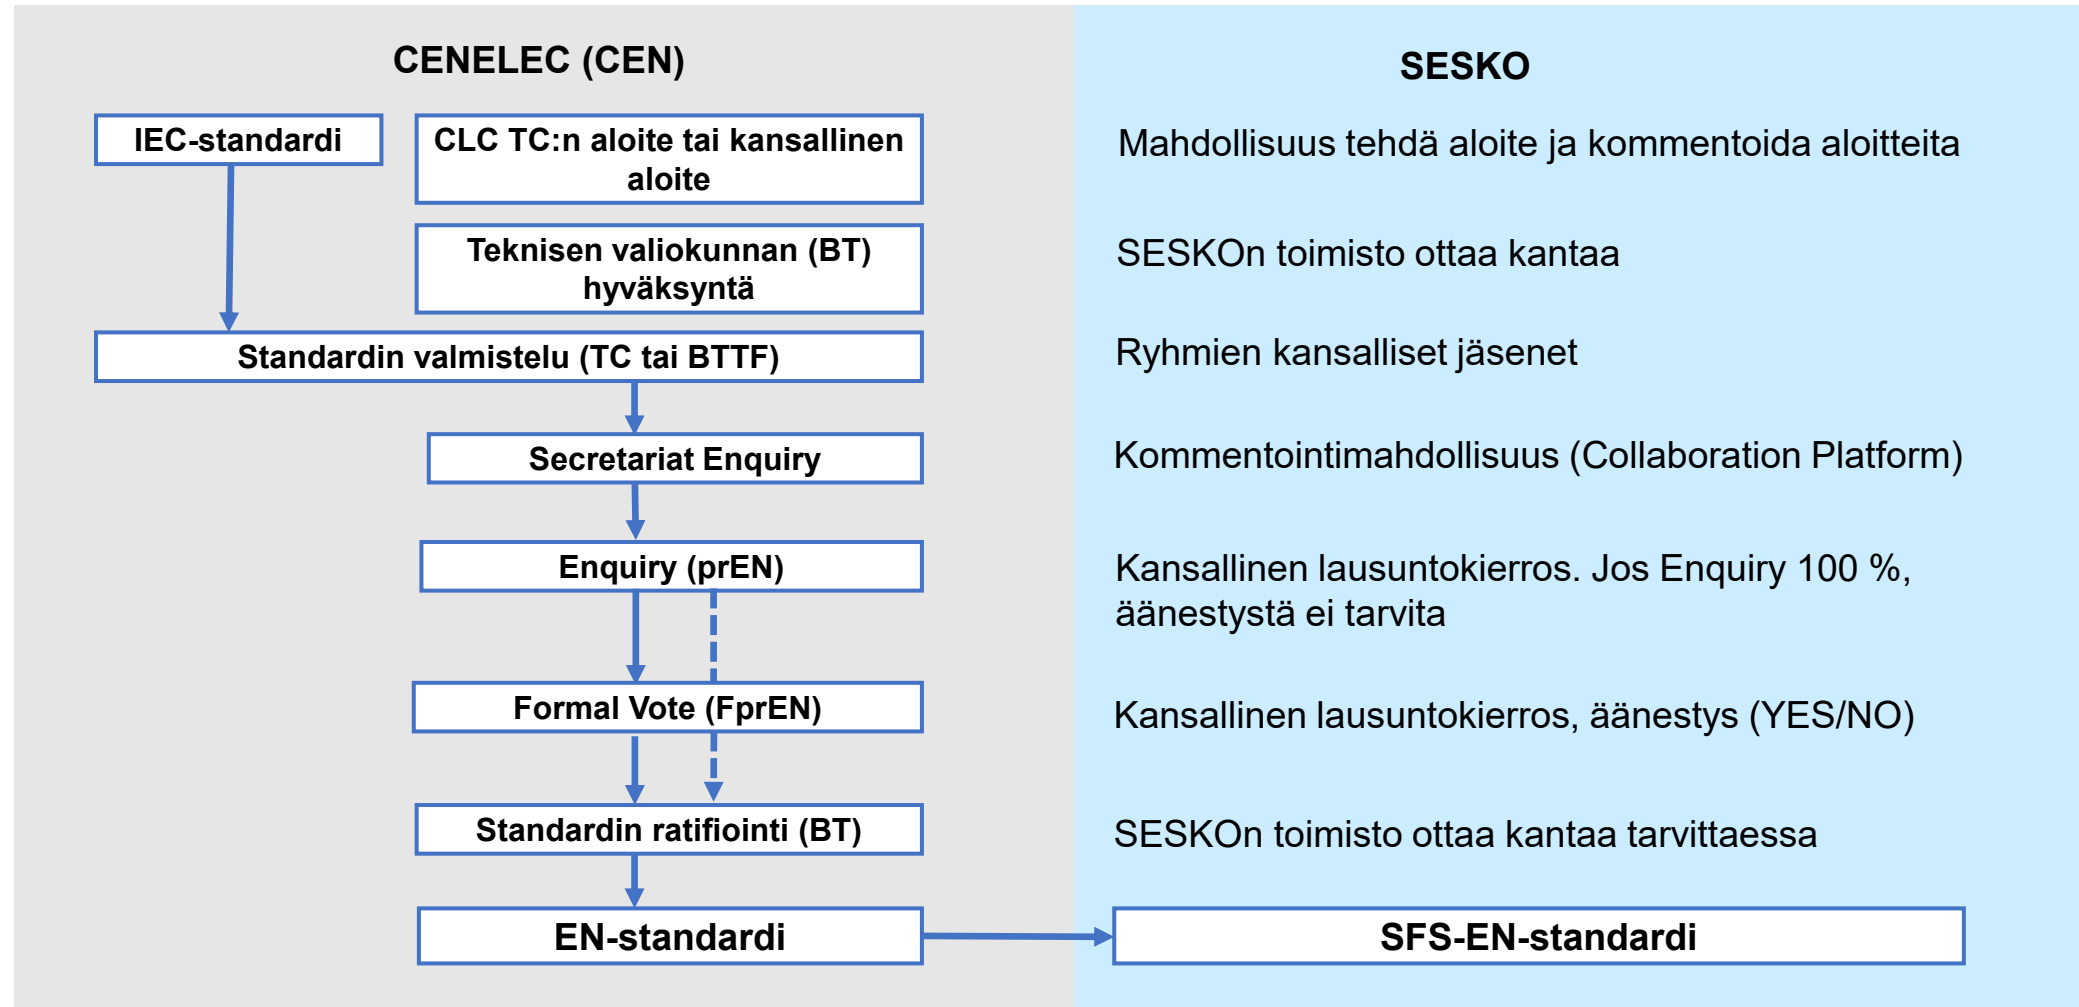 CENELEC (CEN)
SESKO
IEC-standardi
CLC TC:n aloite tai kansallinen
aloite
Mahdollisuus tehdä aloite ja kommentoida aloitteita
Teknisen valiokunnan (BT)
hyväksyntä
SESKOn toimisto ottaa kantaa
Standardin valmistelu (TC tai BTTF)
Ryhmien kansalliset jäsenet
Secretariat Enquiry
Kommentointimahdollisuus (Collaboration Platform)
Enquiry (prEN)
Kansallinen lausuntokierros. Jos Enquiry 100 %,
äänestystä ei tarvita
Formal Vote (FprEN)
Kansallinen lausuntokierros, äänestys (YES/NO)
Standardin ratifiointi (BT)
SESKOn toimisto ottaa kantaa tarvittaessa
EN-standardi
SFS-EN-standardi